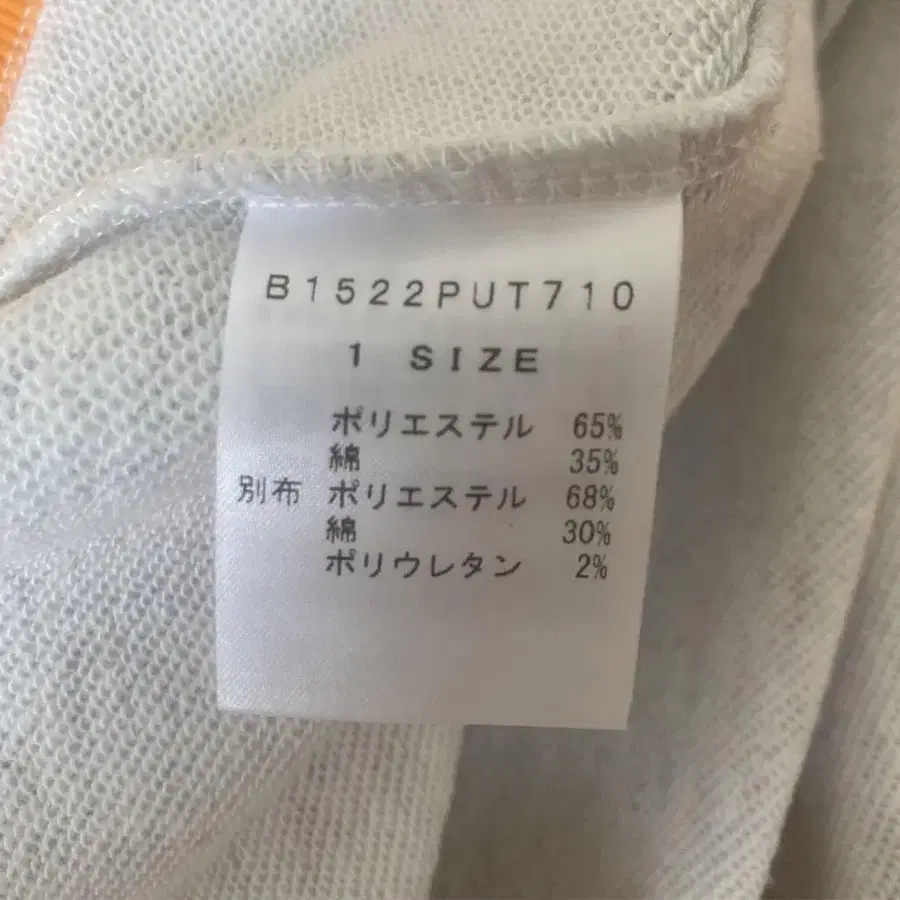 B1522PUT710
1 SIZE
ポリエステル 65%
綿 35%
別布 ポリエステル 68%
綿 30%
ポリウレタン 2%